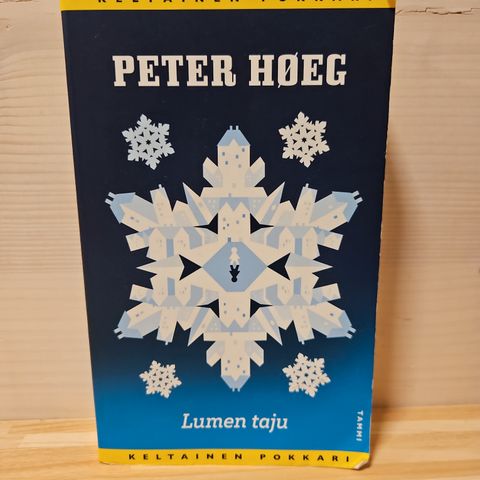 KELTAINEN POKKARI
PETER HØEG
Lumen taju
TAMMI
KELTAINEN POKKARI